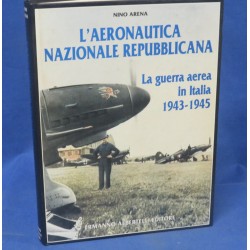 NINO ARENA
L'AERONAUTICA
NAZIONALE REPUBBLICANA
La guerra aerea
in Italia
1943-1945
ERMANNO ALBERTELLI EDITORE